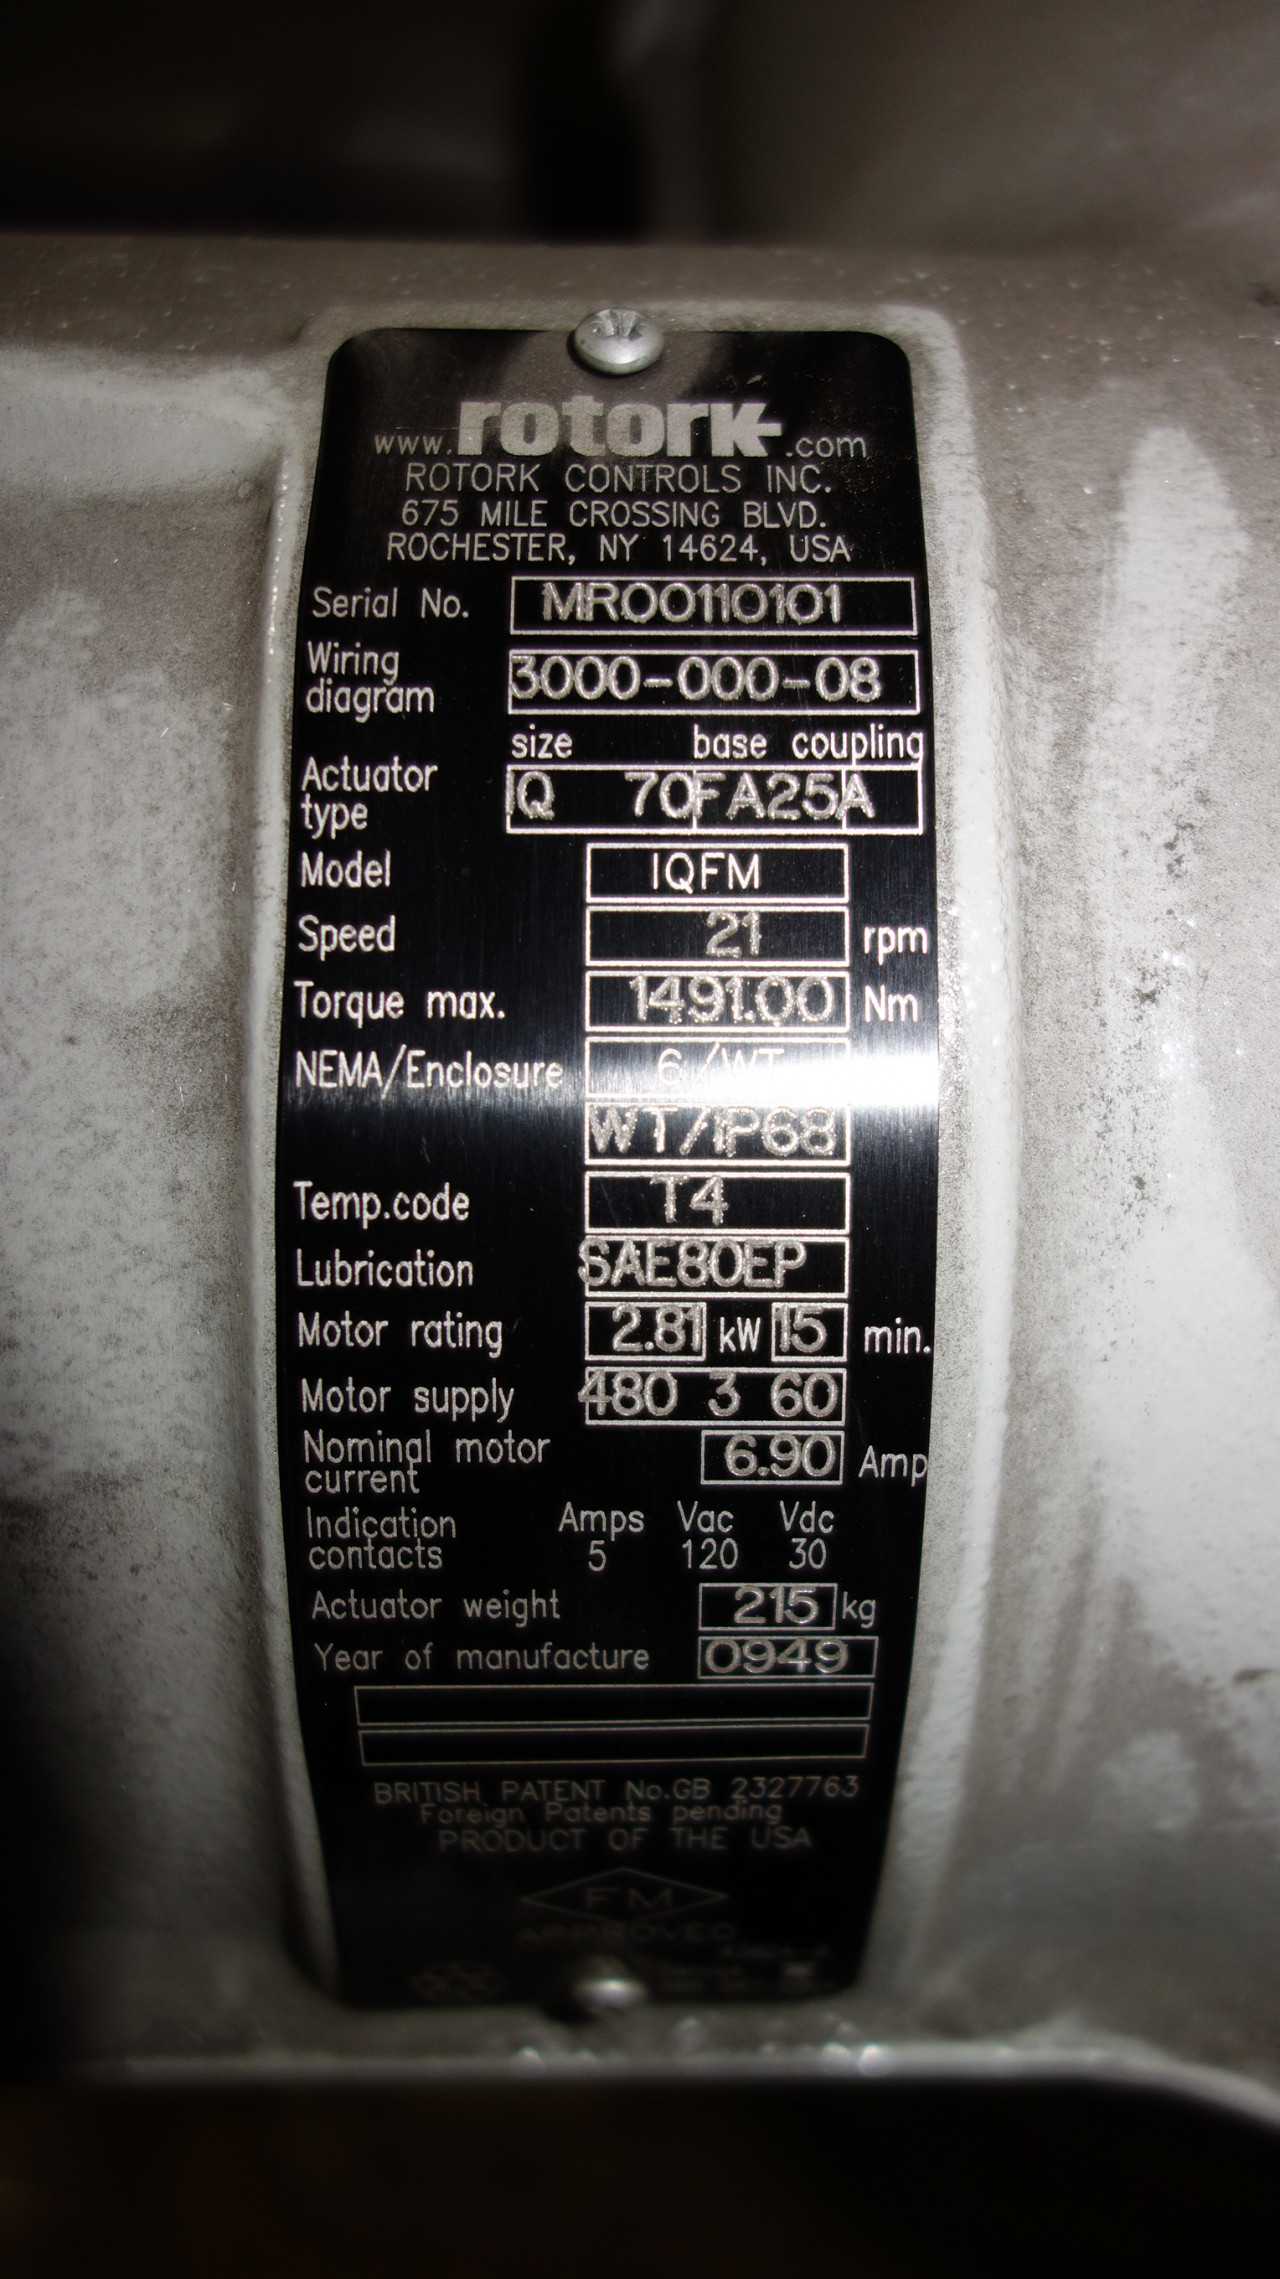 www.rotork.com
ROTORK CONTROLS INC.
675 MILE CROSSING BLVD.
ROCHESTER, NY 14624, USA
Serial No. MR00110101
Wiring diagram 3000-000-08
size base coupling
Actuator type IQ 70 FA25 A
Model IQFM
Speed 21 rpm
Torque max. 1491.00 Nm
NEMA/Enclosure 6 /WT
WT/IP68
Temp.code T4
Lubrication SAE80EP
Motor rating 2.81 kW 15 min.
Motor supply 480 3 60
Nominal motor current 6.90 Amp
Indication contacts Amps Vac Vdc
5 120 30
Actuator weight 215 kg
Year of manufacture 0949
BRITISH PATENT No.GB 2327763
Foreign Patents pending
PRODUCT OF THE USA
FM
APPROVED